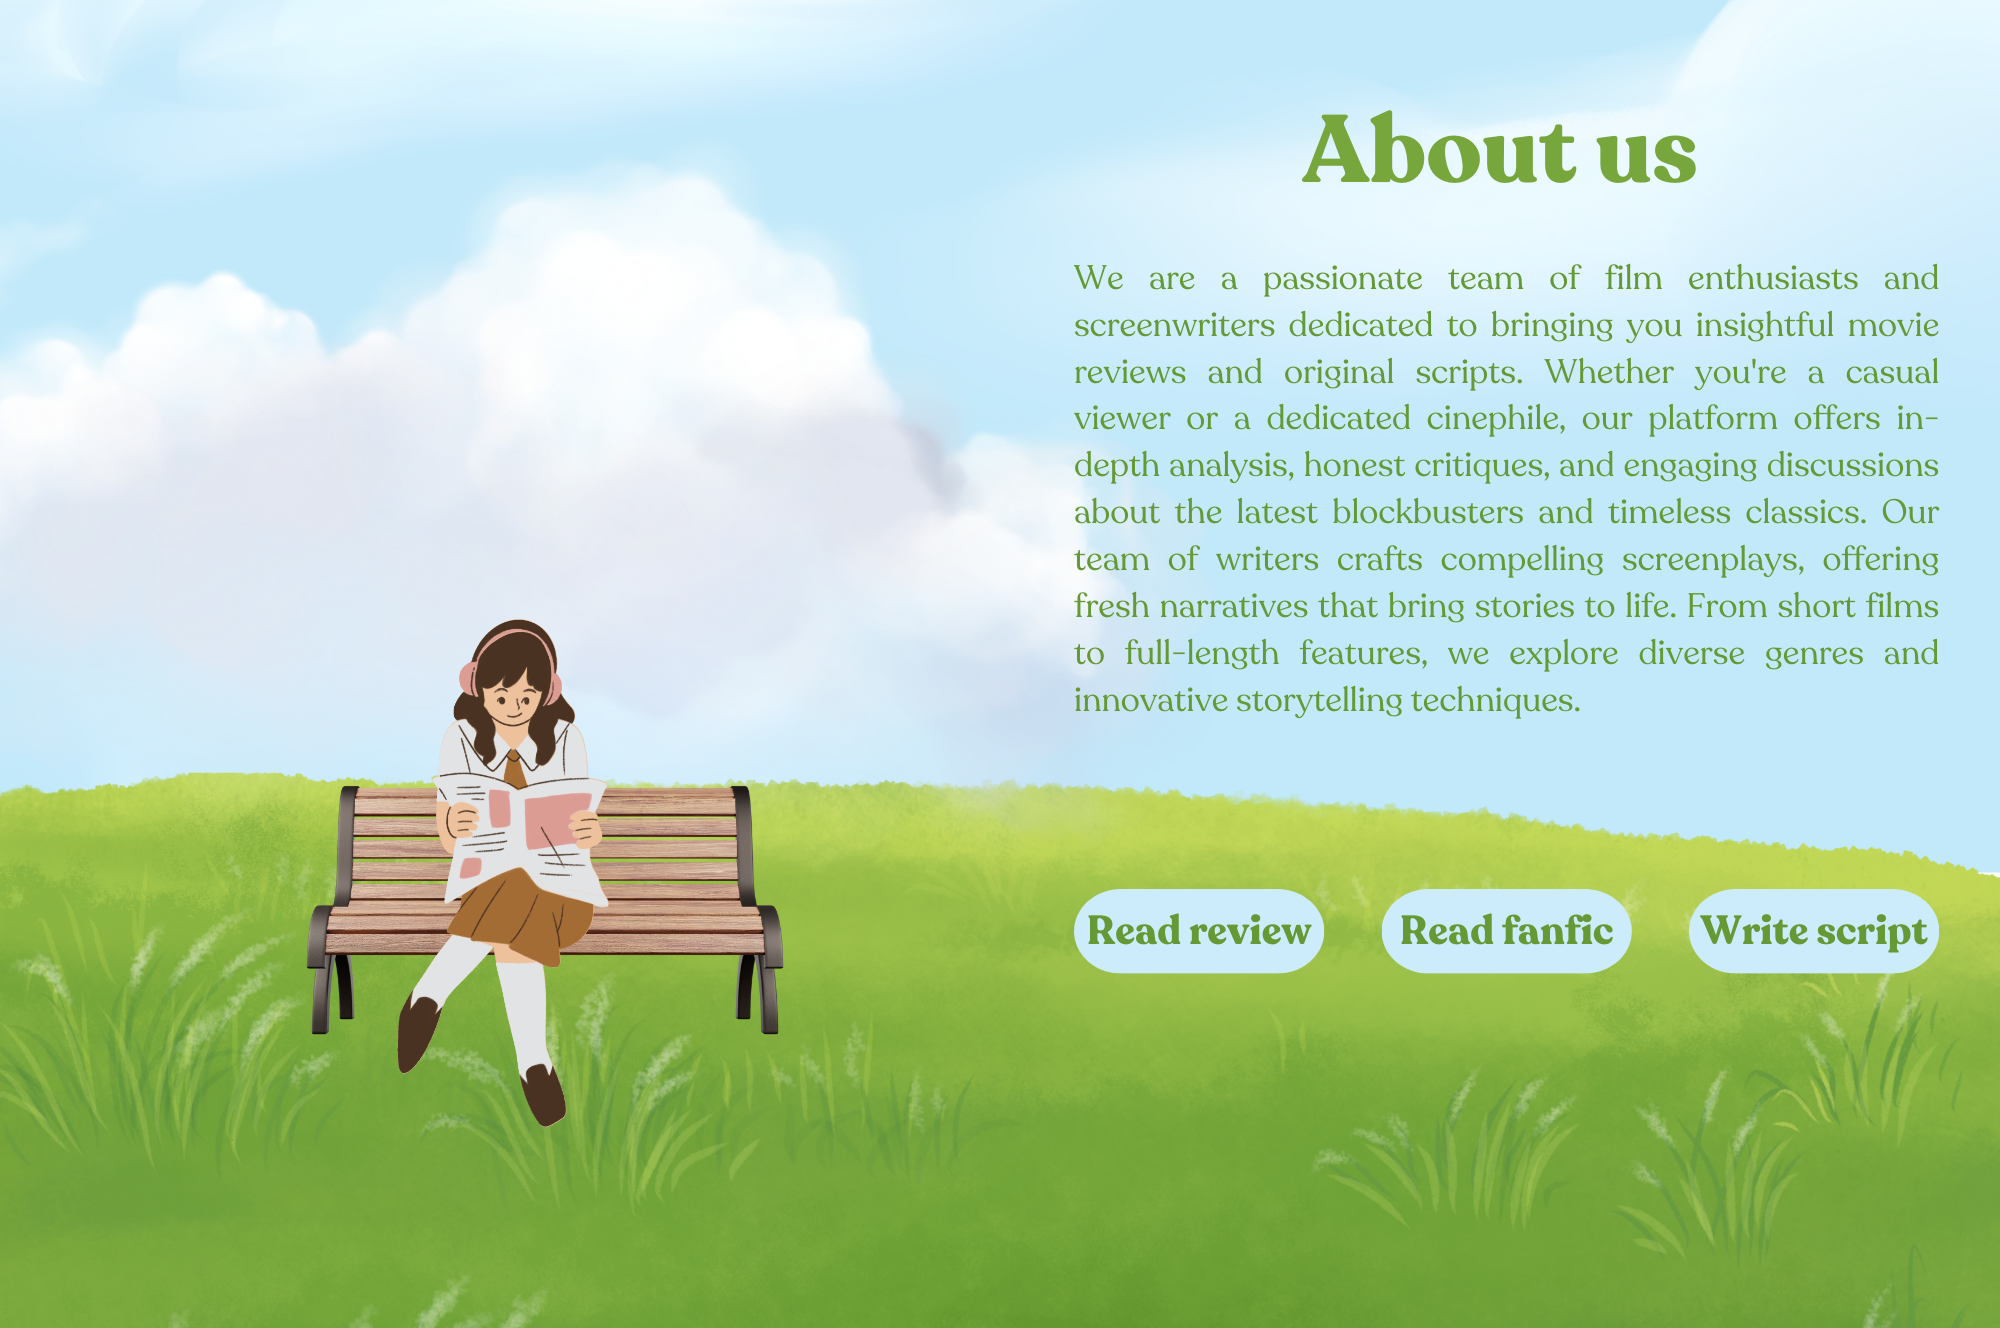 About us
We are a passionate team of film enthusiasts and
screenwriters dedicated to bringing you insightful movie
reviews and original scripts. Whether you're a casual
viewer or a dedicated cinephile, our platform offers in-
depth analysis, honest critiques, and engaging discussions
about the latest blockbusters and timeless classics. Our
team of writers crafts compelling screenplays, offering
fresh narratives that bring stories to life. From short films
to full-length features, we explore diverse genres and
innovative storytelling techniques.
Read review
Read fanfic
Write script